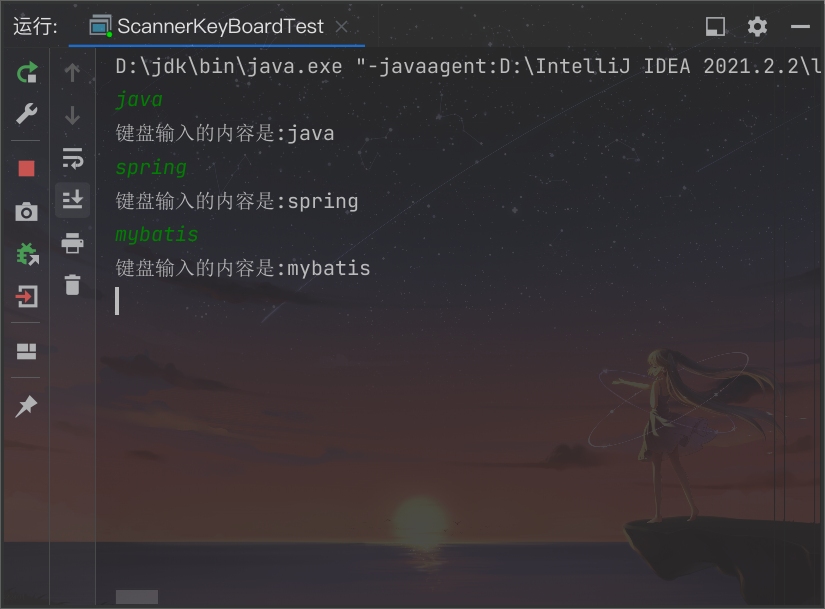 运行: ScannerKeyBoardTest
D:\jdk\bin\java.exe "-javaagent:D:\IntelliJ IDEA 2021.2.2\l
java
键盘输入的内容是:java
spring
键盘输入的内容是:spring
mybatis
键盘输入的内容是:mybatis